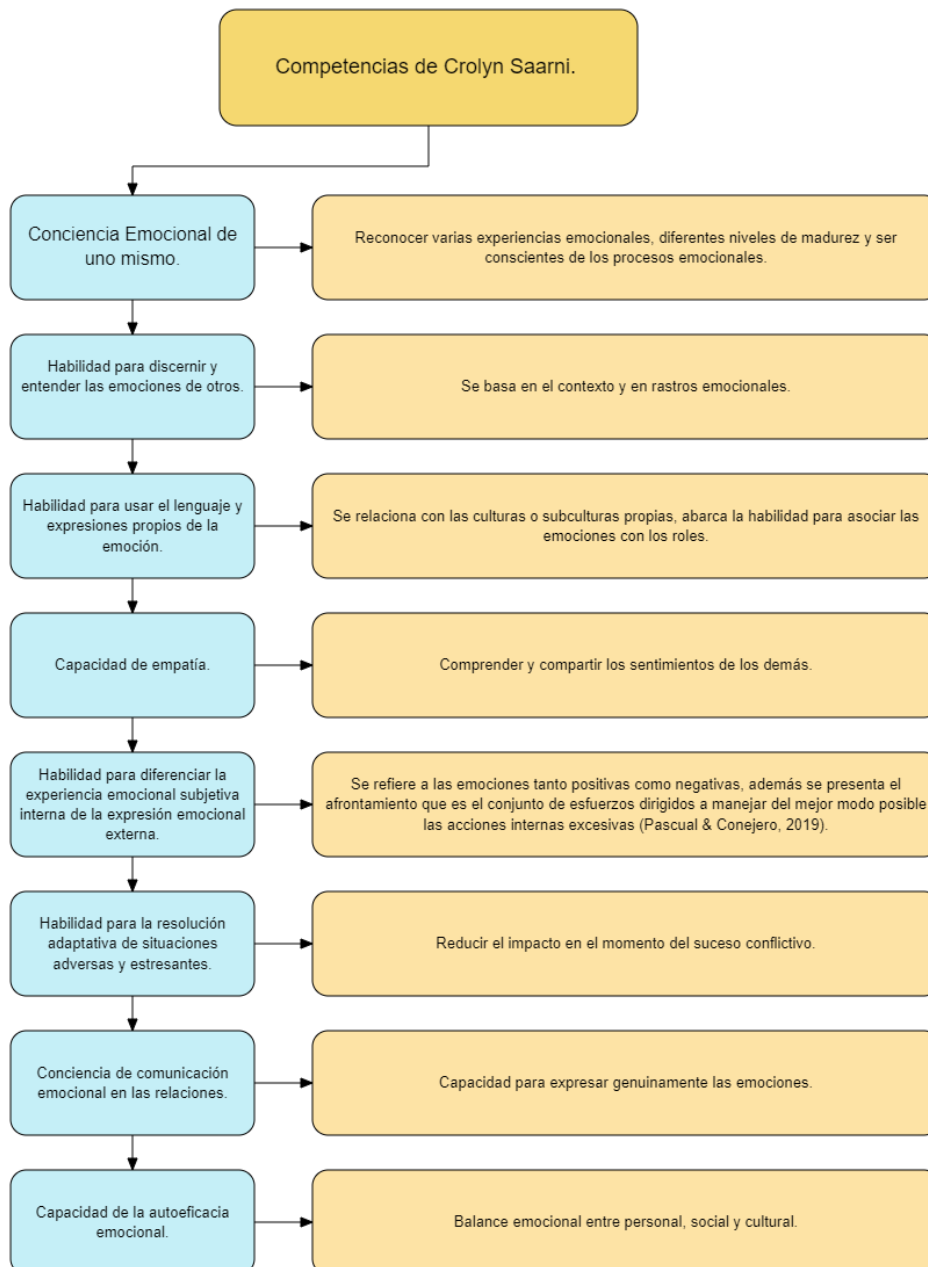 Competencias de Crolyn Saarni.
Conciencia Emocional de
uno mismo.
Reconocer varias experiencias emocionales, diferentes niveles de madurez y ser
conscientes de los procesos emocionales.
Habilidad para discernir y
entender las emociones de otros.
Se basa en el contexto y en rastros emocionales.
Habilidad para usar el lenguaje y
expresiones propios de la
emoción.
Se relaciona con las culturas o subculturas propias, abarca la habilidad para asociar las
emociones con los roles.
Capacidad de empatía.
Comprender y compartir los sentimientos de los demás.
Habilidad para diferenciar la
experiencia emocional subjetiva
interna de la expresión emocional
externa.
Se refiere a las emociones tanto positivas como negativas, además se presenta el
afrontamiento que es el conjunto de esfuerzos dirigidos a manejar del mejor modo posible
las acciones internas excesivas (Pascual & Conejero, 2019).
Habilidad para la resolución
adaptativa de situaciones
adversas y estresantes.
Reducir el impacto en el momento del suceso conflictivo.
Conciencia de comunicación
emocional en las relaciones.
Capacidad para expresar genuinamente las emociones.
Capacidad de la autoeficacia
emocional.
Balance emocional entre personal, social y cultural.